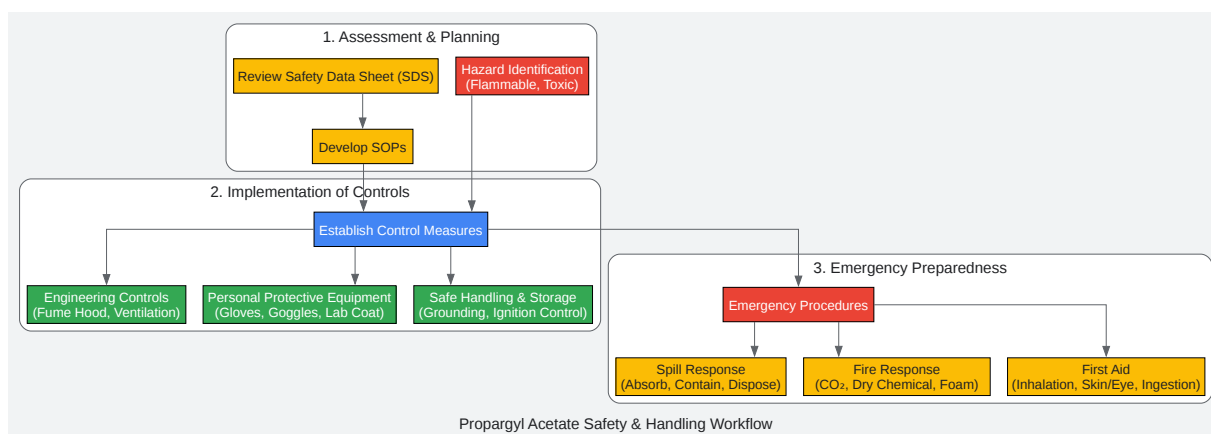 1. Assessment & Planning
Review Safety Data Sheet (SDS)
Hazard Identification
(Flammable, Toxic)
Develop SOPs
2. Implementation of Controls
Establish Control Measures
Engineering Controls
(Fume Hood, Ventilation)
Personal Protective Equipment
(Gloves, Goggles, Lab Coat)
Safe Handling & Storage
(Grounding, Ignition Control)
3. Emergency Preparedness
Emergency Procedures
Spill Response
(Absorb, Contain, Dispose)
Fire Response
(CO₂, Dry Chemical, Foam)
First Aid
(Inhalation, Skin/Eye, Ingestion)
Propargyl Acetate Safety & Handling Workflow